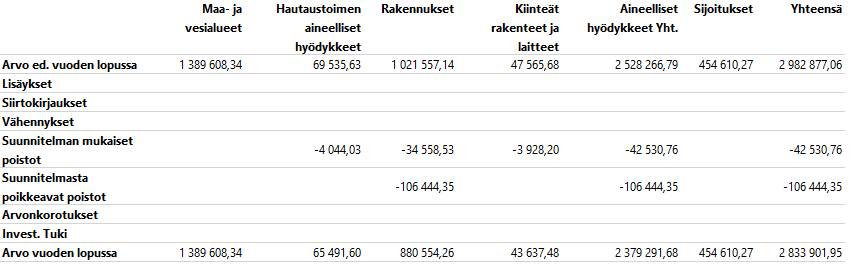 Maa- ja vesialueet Hautaustoimen aineelliset hyödykkeet Rakennukset Kiinteät rakenteet ja laitteet Aineelliset hyödykkeet Yht. Sijoitukset Yhteensä
Arvo ed. vuoden lopussa 1 389 608,34 69 535,63 1 021 557,14 47 565,68 2 528 266,79 454 610,27 2 982 877,06
Lisäykset
Siirtokirjaukset
Vähennykset
Suunnitelman mukaiset poistot -4 044,03 -34 558,53 -3 928,20 -42 530,76 -42 530,76
Suunnitelmasta poikkeavat poistot -106 444,35 -106 444,35 -106 444,35
Arvonkorotukset
Invest. Tuki
Arvo vuoden lopussa 1 389 608,34 65 491,60 880 554,26 43 637,48 2 379 291,68 454 610,27 2 833 901,95